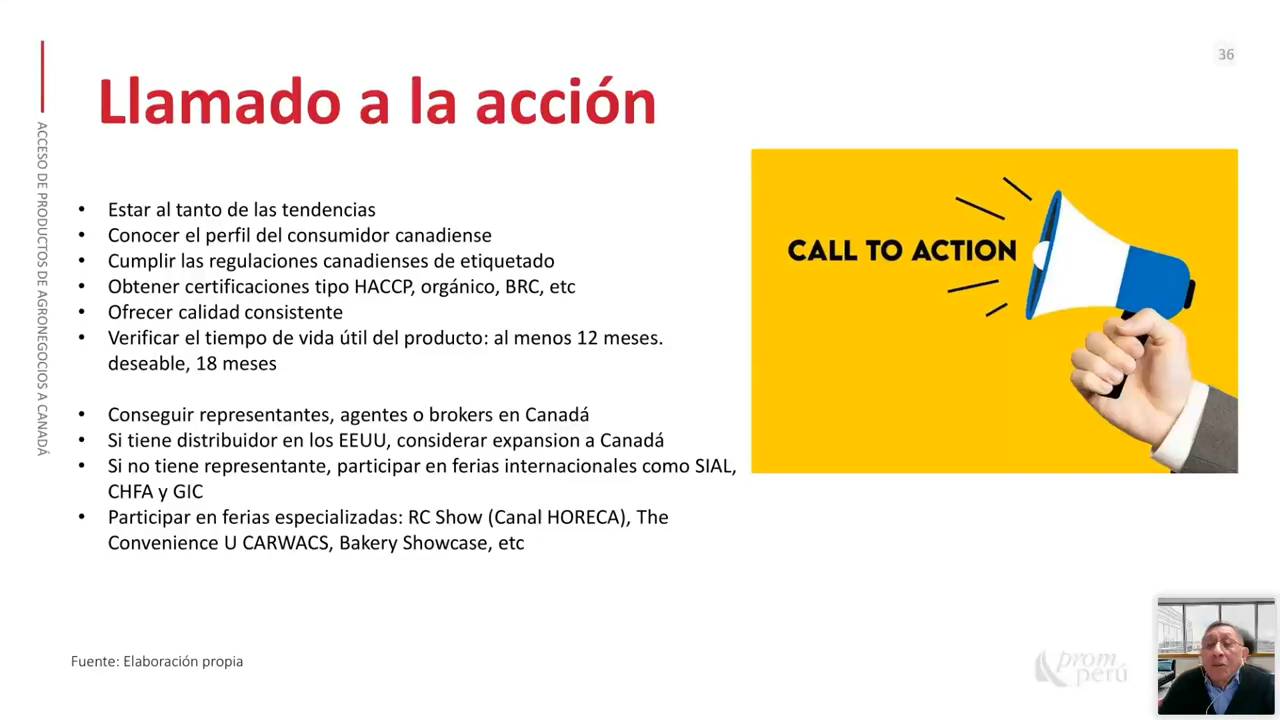 36
Llamado a la acción
ACCESO DE PRODUCTOS DE AGRONEGOCIOS A CANADÁ
• Estar al tanto de las tendencias
• Conocer el perfil del consumidor canadiense
• Cumplir las regulaciones canadienses de etiquetado
• Obtener certificaciones tipo HACCP, orgánico, BRC, etc
• Ofrecer calidad consistente
• Verificar el tiempo de vida útil del producto: al menos 12 meses.
deseable, 18 meses
• Conseguir representantes, agentes o brokers en Canadá
• Si tiene distribuidor en los EEUU, considerar expansion a Canadá
• Si no tiene representante, participar en ferias internacionales como SIAL,
CHFA y GIC
• Participar en ferias especializadas: RC Show (Canal HORECA), The
Convenience U CARWACS, Bakery Showcase, etc
CALL TO ACTION
Fuente: Elaboración propia
prom
perú